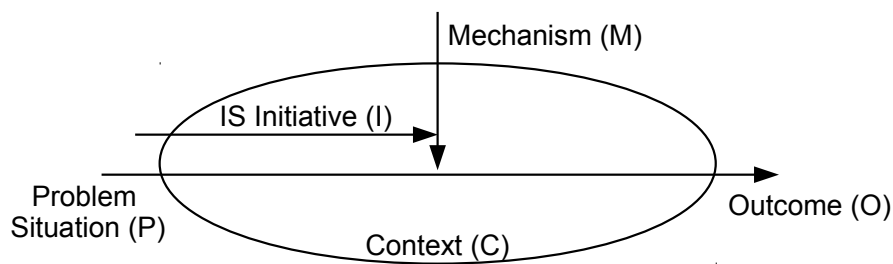 Mechanism (M)
IS Initiative (I)
Problem
Situation (P)
Outcome (O)
Context (C)